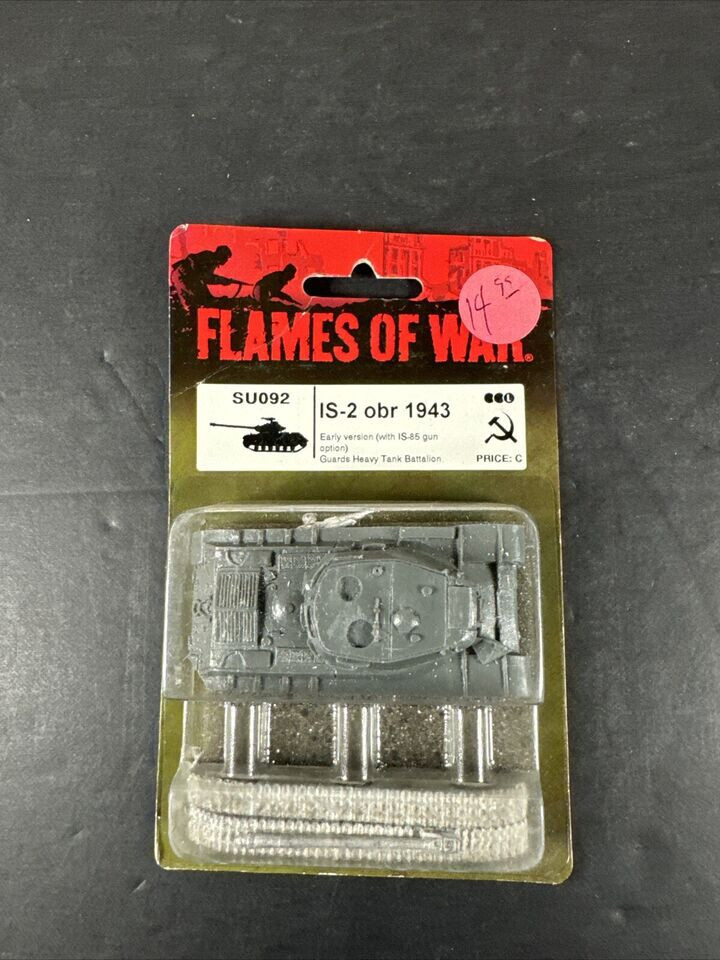 14 95
FLAMES OF WAR®
SU092
IS-2 obr 1943
Early version (with IS-85 gun
option)
Guards Heavy Tank Battalion.
PRICE: C